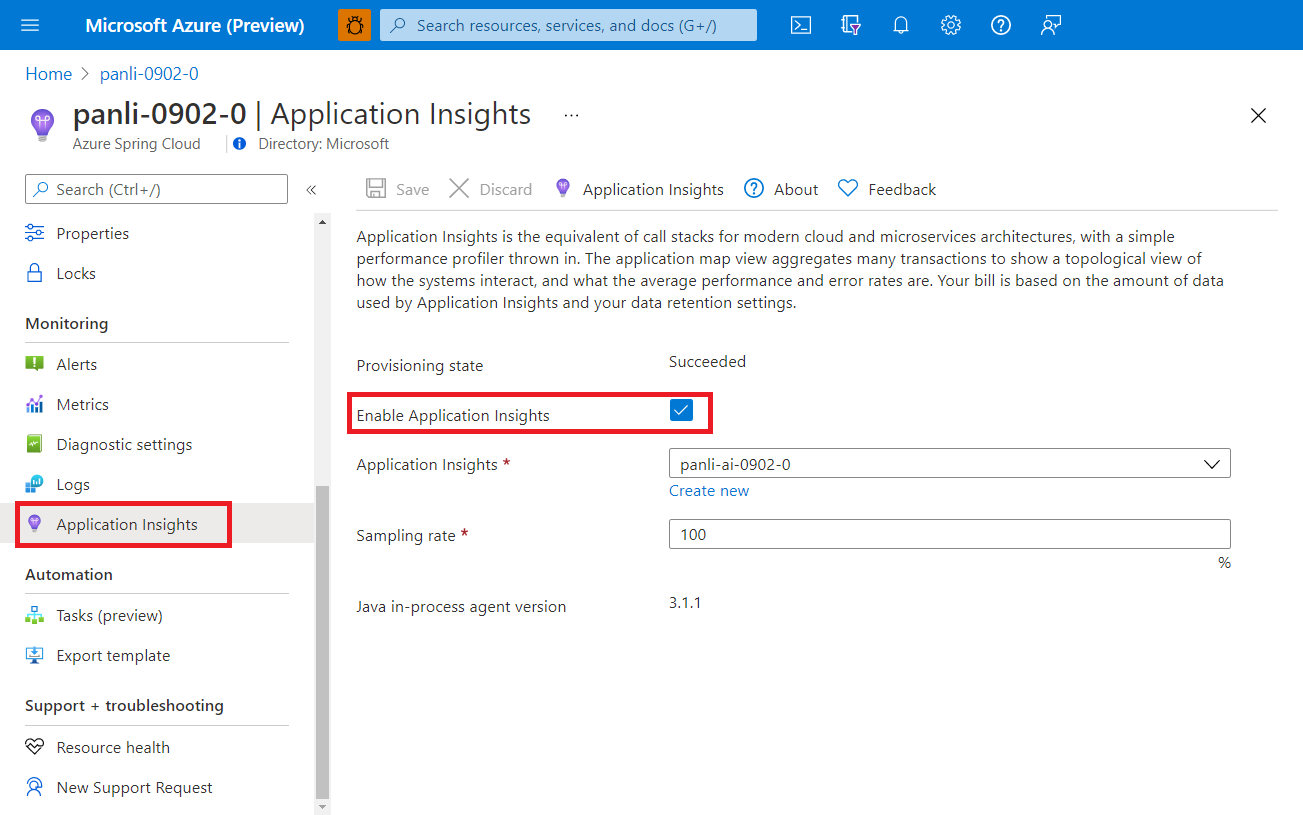 Microsoft Azure (Preview)
Search resources, services, and docs (G+/)
Home > panli-0902-0
panli-0902-0 | Application Insights ...
Azure Spring Cloud
Directory: Microsoft
Search (Ctrl+/)
«
Properties
Locks
Monitoring
Alerts
Metrics
Diagnostic settings
Logs
Application Insights
Automation
Tasks (preview)
Export template
Support + troubleshooting
Resource health
New Support Request
Save
Discard
Application Insights
About
Feedback
Application Insights is the equivalent of call stacks for modern cloud and microservices architectures, with a simple
performance profiler thrown in. The application map view aggregates many transactions to show a topological view of
how the systems interact, and what the average performance and error rates are. Your bill is based on the amount of data
used by Application Insights and your data retention settings.
Provisioning state
Succeeded
Enable Application Insights
Application Insights *
panli-ai-0902-0
Create new
Sampling rate *
100
%
Java in-process agent version
3.1.1